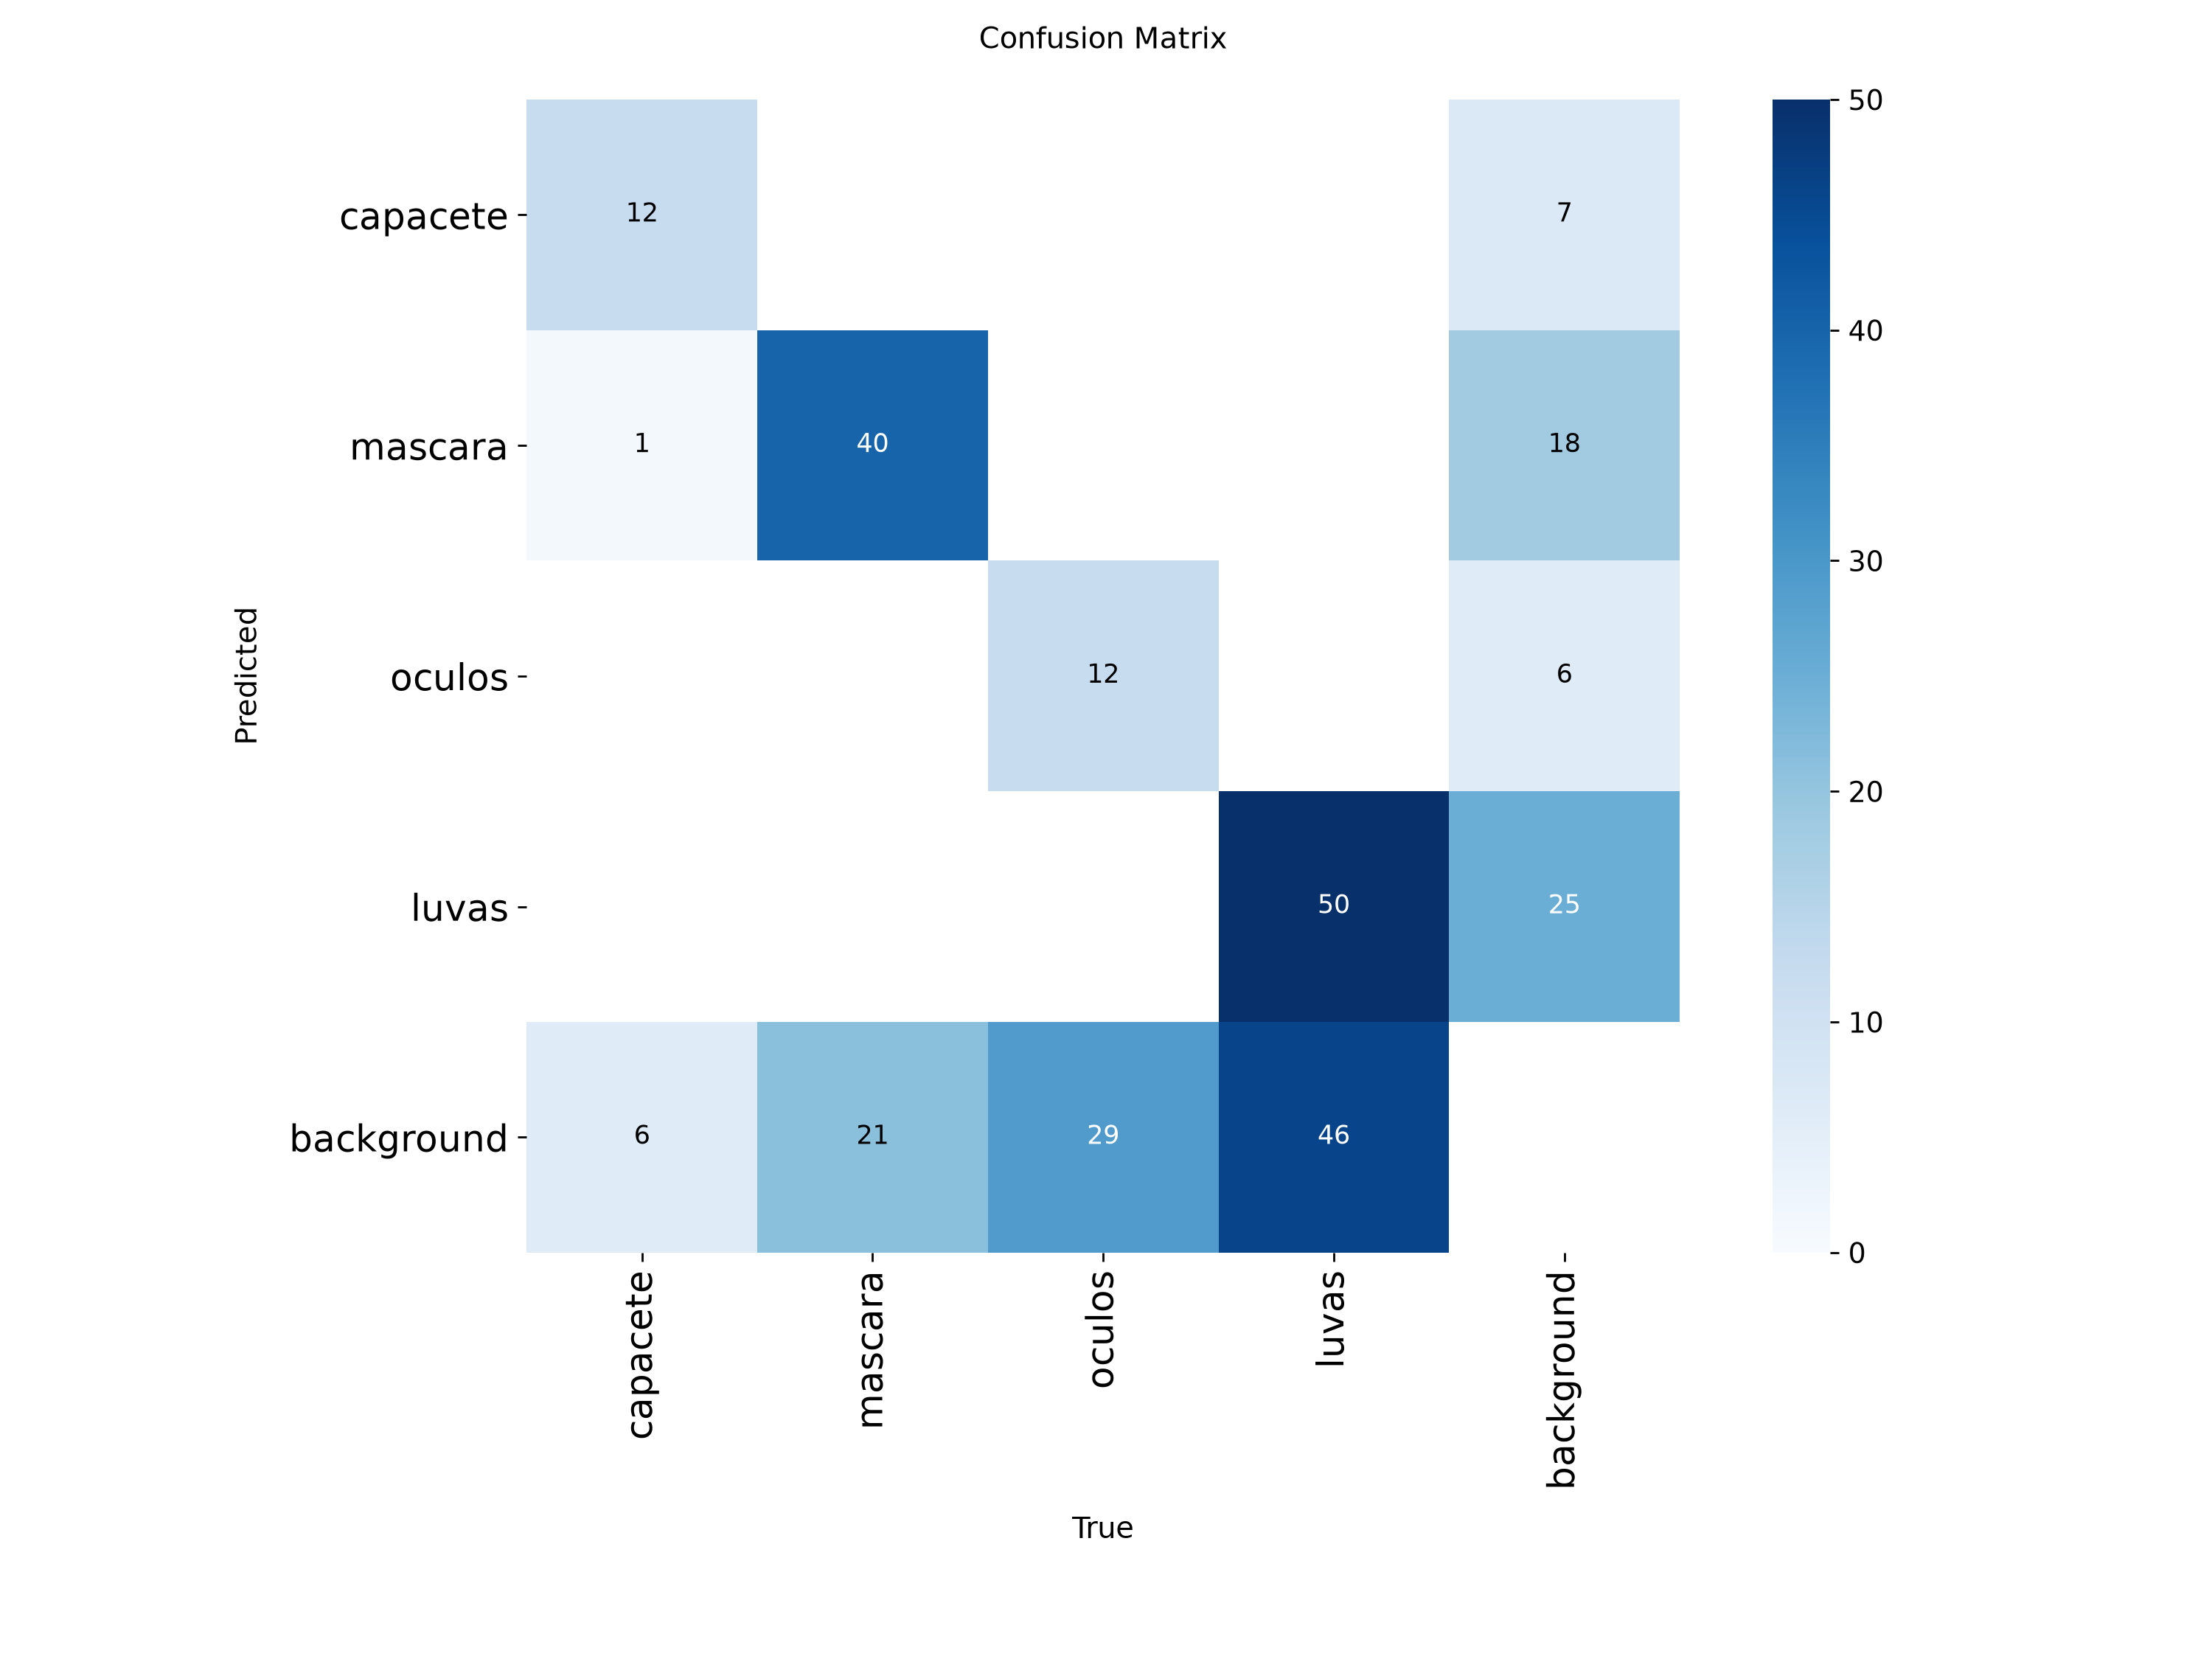 Confusion Matrix
Predicted
capacete
12
7
mascara
1
40
18
oculos
12
6
luvas
50
25
background
6
21
29
46
capacete
mascara
oculos
luvas
background
True
50
40
30
20
10
0